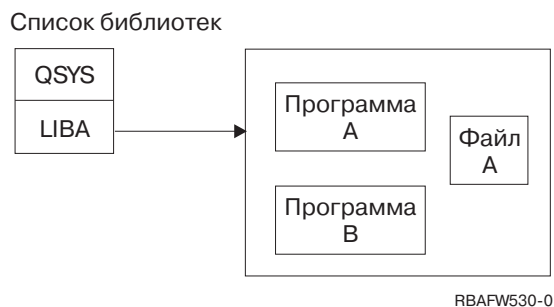 Список библиотек
QSYS
LIBA
Программа
A
Файл
A
Программа
B
RBAFW530-0